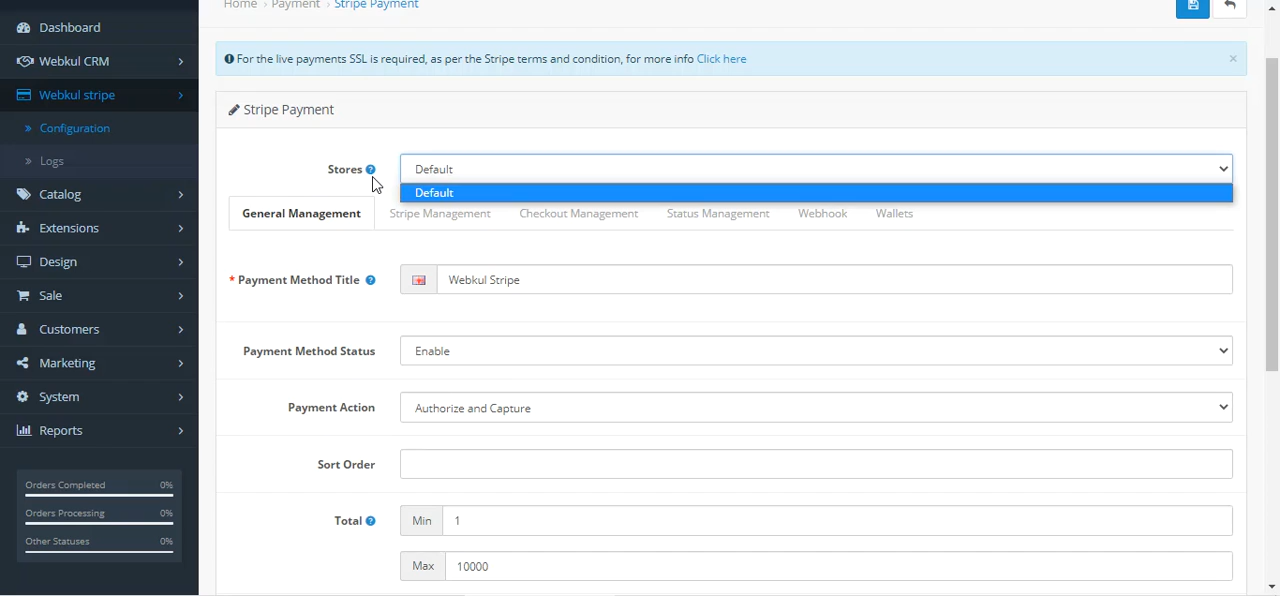 Home › Payment › Stripe Payment
Dashboard
Webkul CRM
Webkul stripe
Configuration
Logs
Catalog
Extensions
Design
Sale
Customers
Marketing
System
Reports
Orders Completed 0%
Orders Processing 0%
Other Statuses 0%
For the live payments SSL is required, as per the Stripe terms and condition, for more info Click here ×
Stripe Payment
Stores ? Default
Default
General Management Stripe Management Checkout Management Status Management Webhook Wallets
* Payment Method Title ? Webkul Stripe
Payment Method Status Enable
Payment Action Authorize and Capture
Sort Order
Total ? Min 1
Max 10000